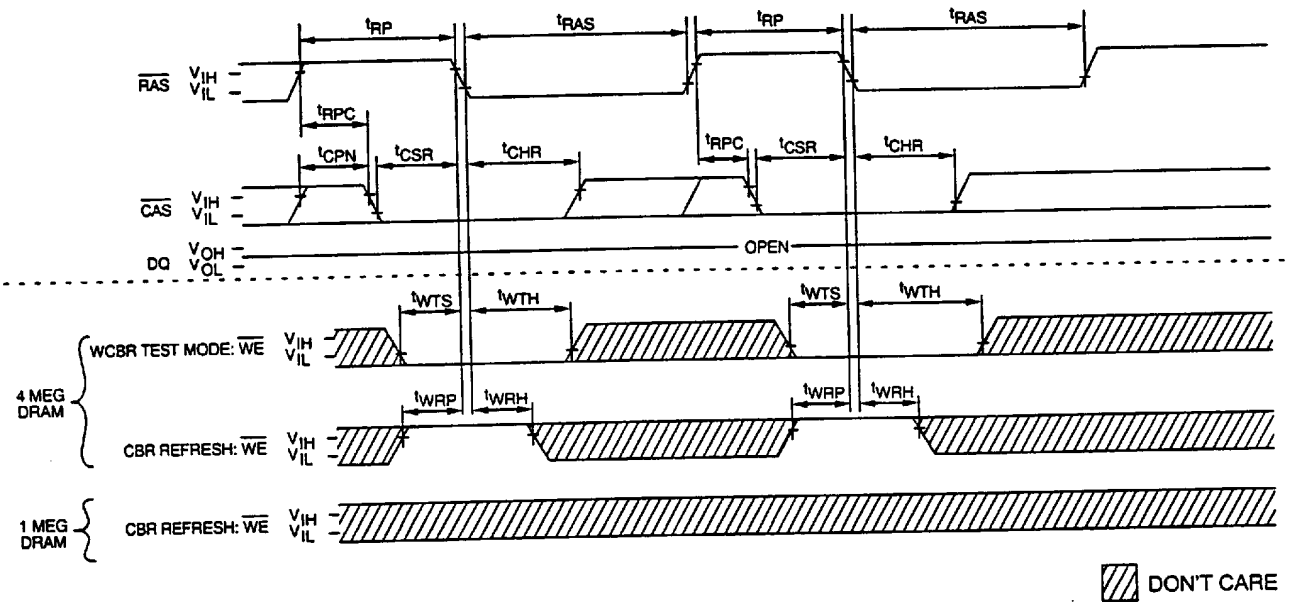 tRP tRAS tRP tRAS
RAS VIH
VIL
tRPC
tCPN tCSR tCHR tRPC tCSR tCHR
CAS VIH
VIL
DQ VOH
VOL
OPEN
tWTS tWTH tWTS tWTH
WCBR TEST MODE: WE VIH
VIL
4 MEG
DRAM
tWRP tWRH tWRP tWRH
CBR REFRESH: WE VIH
VIL
1 MEG
DRAM
CBR REFRESH: WE VIH
VIL
DON'T CARE